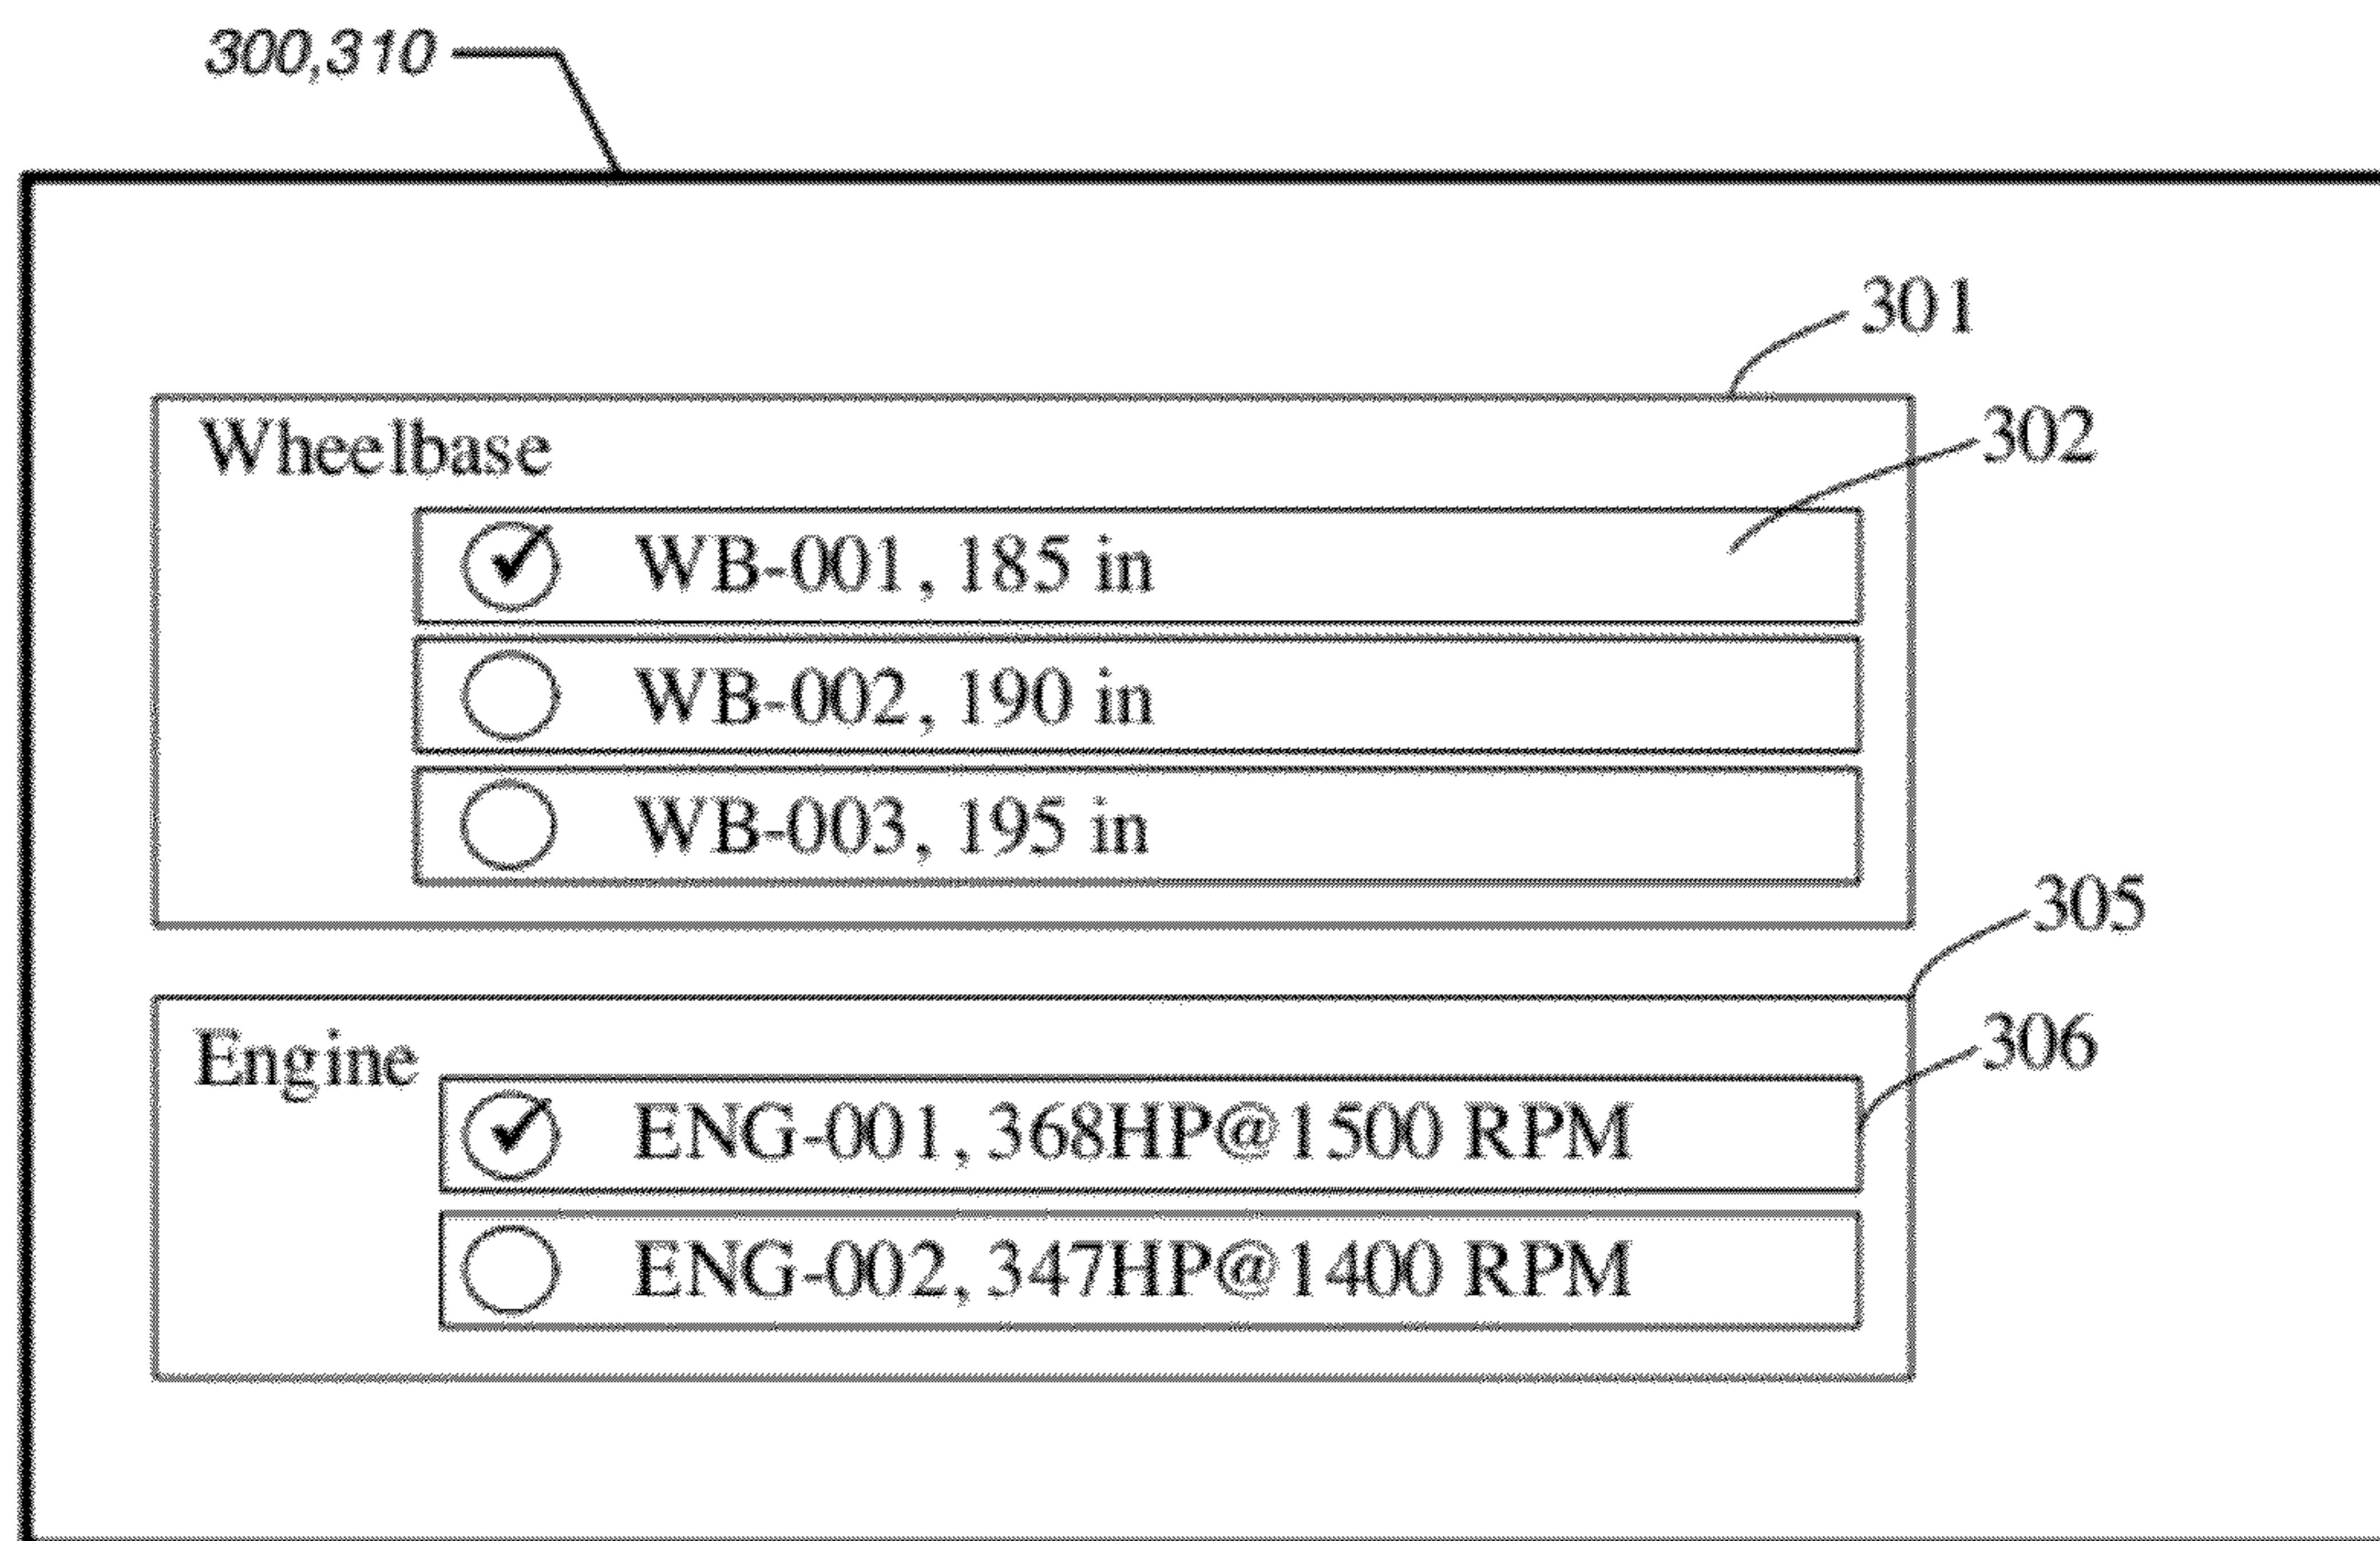 300,310
301
Wheelbase
302
WB-001, 185 in
WB-002, 190 in
WB-003, 195 in
305
Engine
306
ENG-001, 368HP@1500 RPM
ENG-002, 347HP@1400 RPM